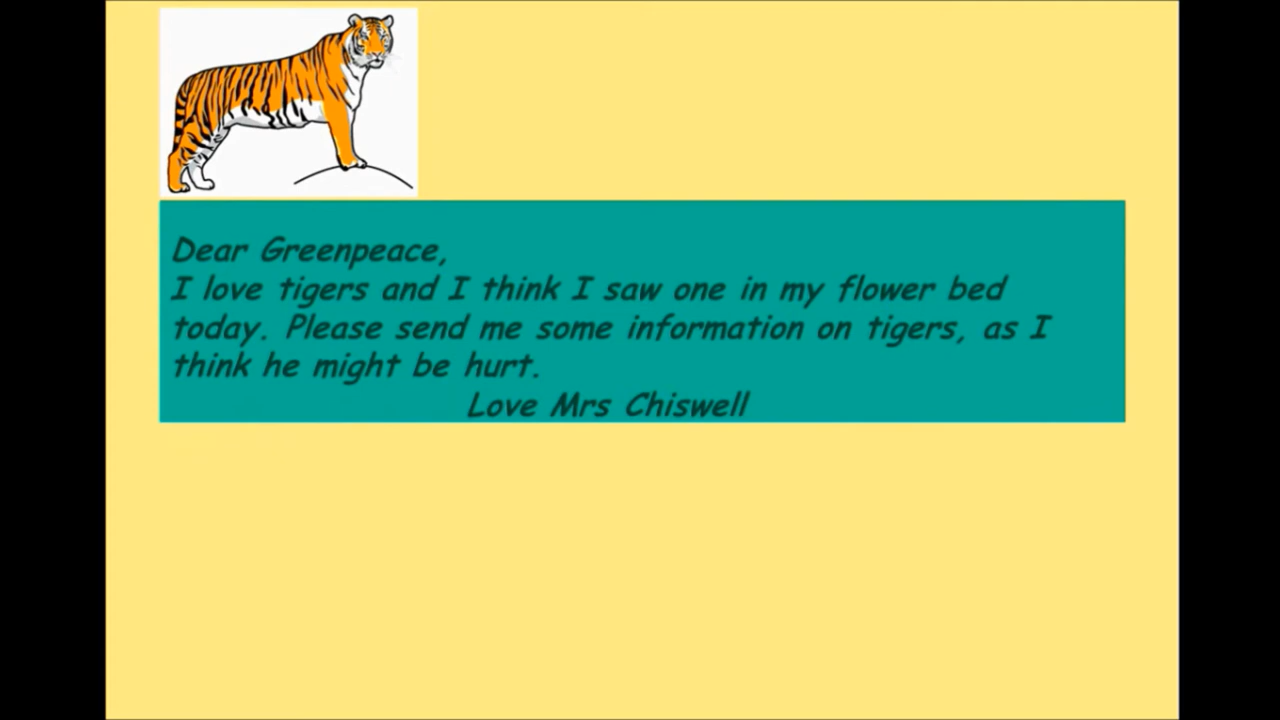 Dear Greenpeace,
I love tigers and I think I saw one in my flower bed
today. Please send me some information on tigers, as I
think he might be hurt.
Love Mrs Chiswell